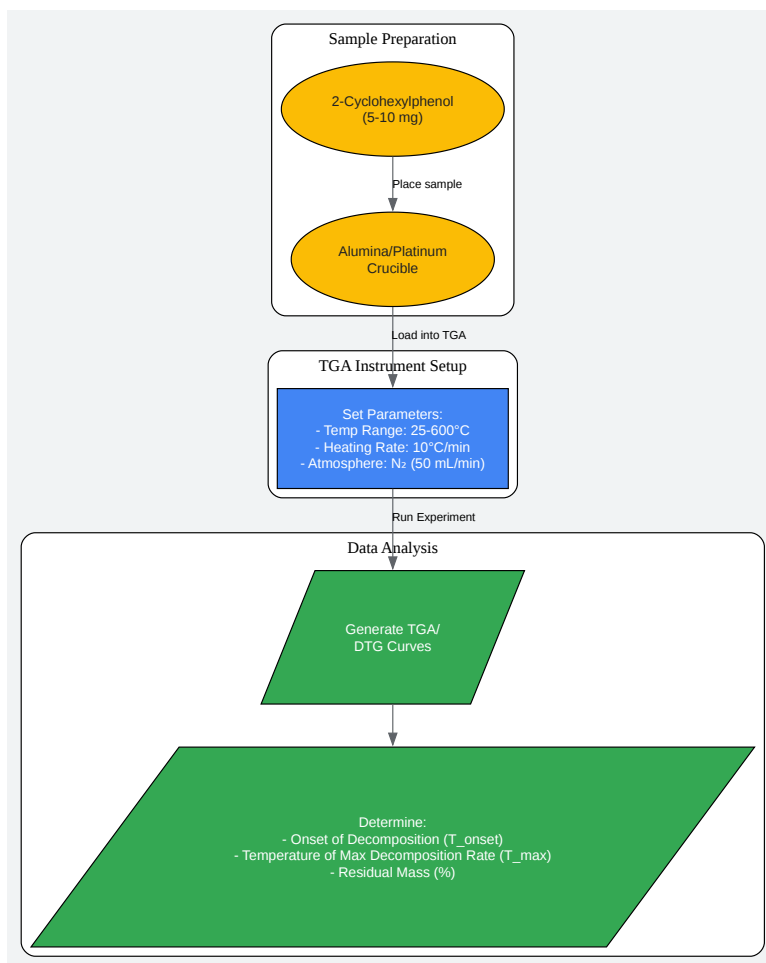 Sample Preparation
2-Cyclohexylphenol
(5-10 mg)
Place sample
Alumina/Platinum
Crucible
Load into TGA
TGA Instrument Setup
Set Parameters:
- Temp Range: 25-600°C
- Heating Rate: 10°C/min
- Atmosphere: N₂ (50 mL/min)
Run Experiment
Data Analysis
Generate TGA/
DTG Curves
Determine:
- Onset of Decomposition (T_onset)
- Temperature of Max Decomposition Rate (T_max)
- Residual Mass (%)